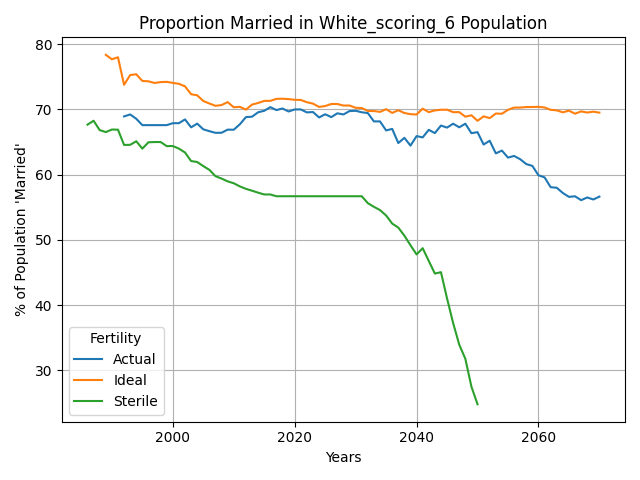 Proportion Married in White_scoring_6 Population
% of Population 'Married'
80
70
60
50
40
30
Fertility
Actual
Ideal
Sterile
2000 2020 2040 2060
Years